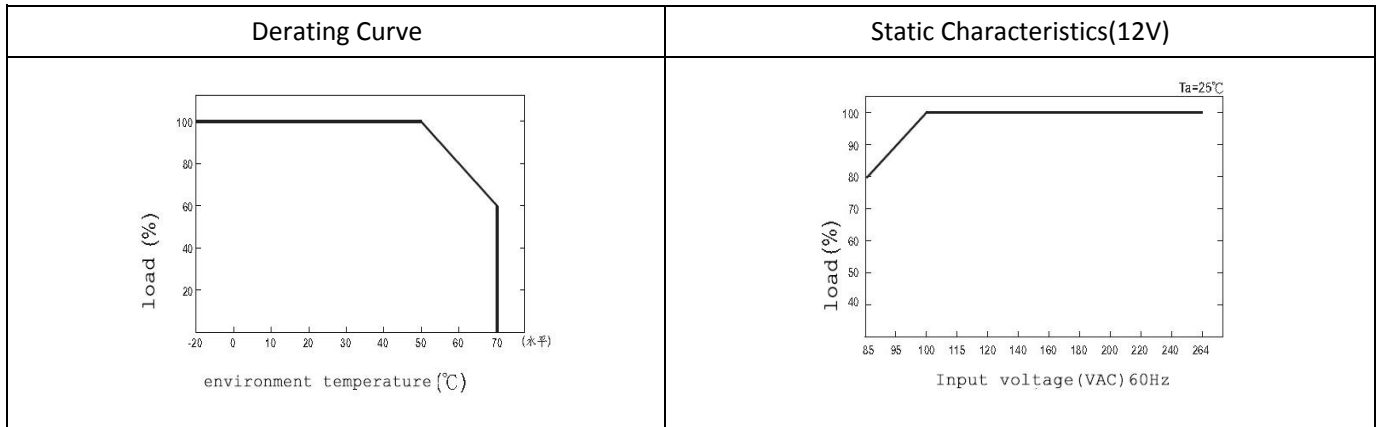 Derating Curve
Static Characteristics(12V)
load (%)
100
80
60
40
20
-20 0 10 20 30 40 50 60 70 (水平)
environment temperature(℃)
Ta=25℃
load(%)
100
90
80
70
60
50
40
85 95 100 115 120 140 160 180 200 220 240 264
Input voltage(VAC)60Hz